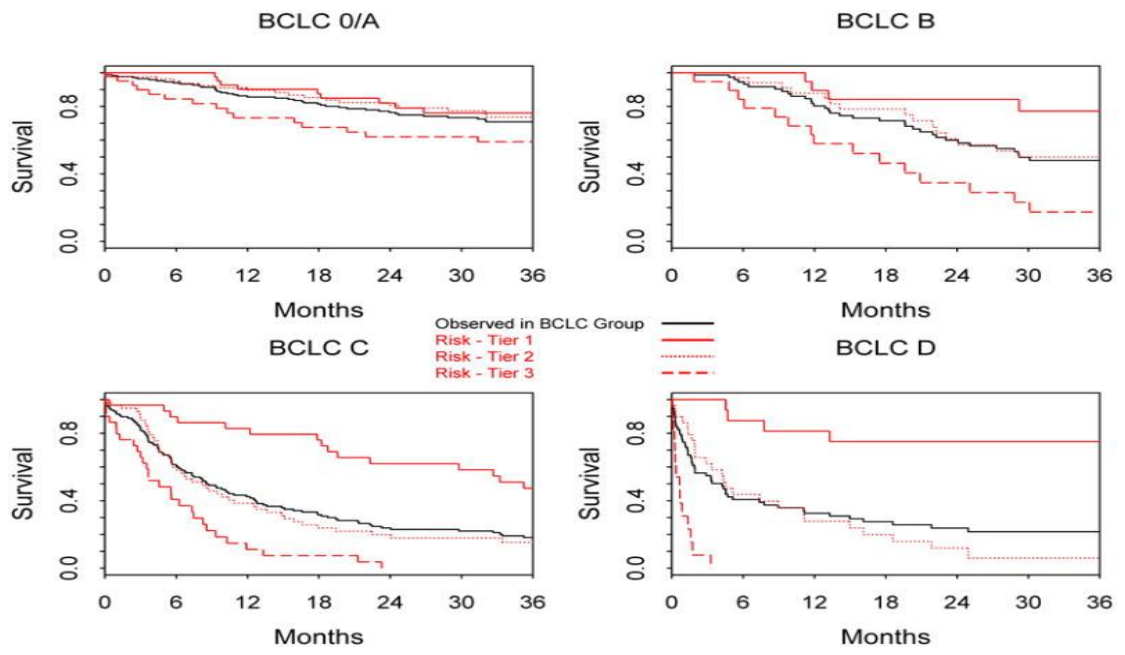 BCLC 0/A
BCLC B
Survival
0.0 0.4 0.8
0 6 12 18 24 30 36
Months
Survival
0.0 0.4 0.8
0 6 12 18 24 30 36
Months
Observed in BCLC Group
Risk - Tier 1
Risk - Tier 2
Risk - Tier 3
BCLC C
BCLC D
Survival
0.0 0.4 0.8
0 6 12 18 24 30 36
Months
Survival
0.0 0.4 0.8
0 6 12 18 24 30 36
Months